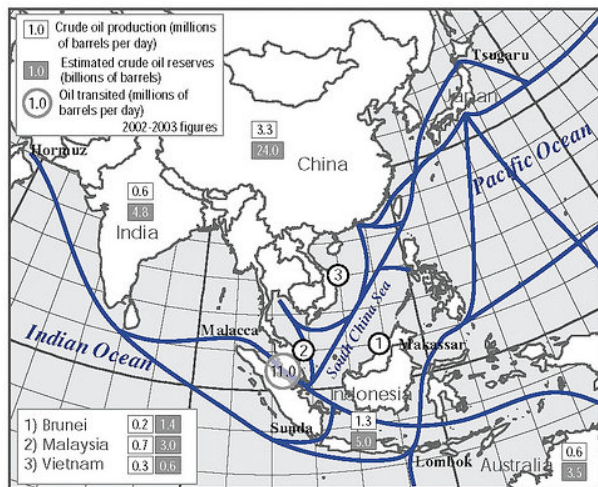 1.0 Crude oil production (millions
of barrels per day)
1.0 Estimated crude oil reserves
(billions of barrels)
1.0 Oil transited (millions of
barrels per day)
2002-2003 figures
Hormuz
Tsugaru
Japan
3.3
24.0
China
Pacific Ocean
0.6
4.8
India
3
South China Sea
Indian Ocean
Malacca
2
1
Makassar
11.0
Indonesia
1.3
5.0
Sunda
Lombok
Australia
0.6
3.5
1) Brunei 0.2 1.4
2) Malaysia 0.7 3.0
3) Vietnam 0.3 0.6